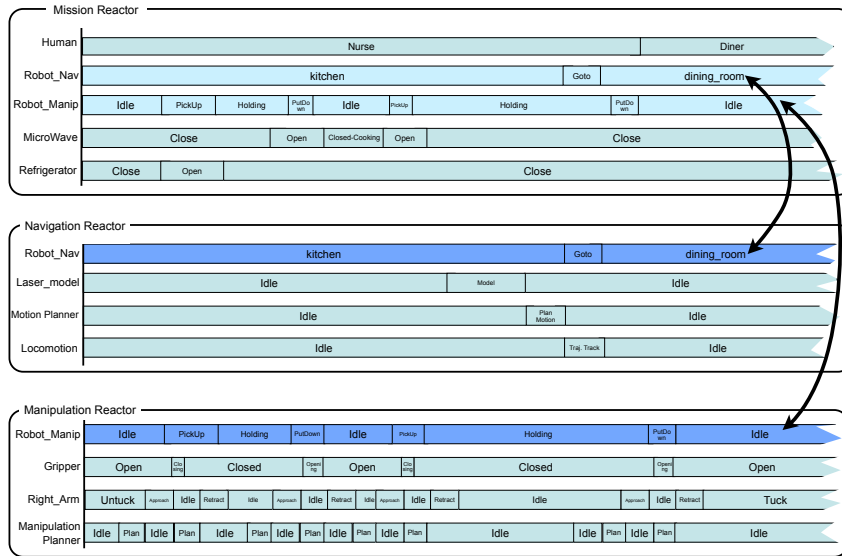 Mission Reactor
Human
Nurse
Diner
Robot_Nav
kitchen
Goto
dining_room
Robot_Manip
Idle
PickUp
Holding
PutDo
wn
Idle
PickUp
Holding
PutDo
wn
Idle
MicroWave
Close
Open
Closed-Cooking
Open
Close
Refrigerator
Close
Open
Close
Navigation Reactor
Robot_Nav
kitchen
Goto
dining_room
Laser_model
Idle
Model
Idle
Motion Planner
Idle
Plan
Motion
Idle
Locomotion
Idle
Traj. Track
Idle
Manipulation Reactor
Robot_Manip
Idle
PickUp
Holding
PutDown
Idle
PickUp
Holding
PutDo
wn
Idle
Gripper
Open
Clo
sing
Closed
Openi
ng
Open
Clo
sing
Closed
Openi
ng
Open
Right_Arm
Untuck
Approach
Idle
Retract
Idle
Approach
Idle
Retract
Idle
Approach
Idle
Retract
Idle
Approach
Idle
Retract
Tuck
Manipulation
Planner
Idle
Plan
Idle
Plan
Idle
Plan
Idle
Plan
Idle
Plan
Idle
Plan
Idle
Plan
Idle
Plan
Idle